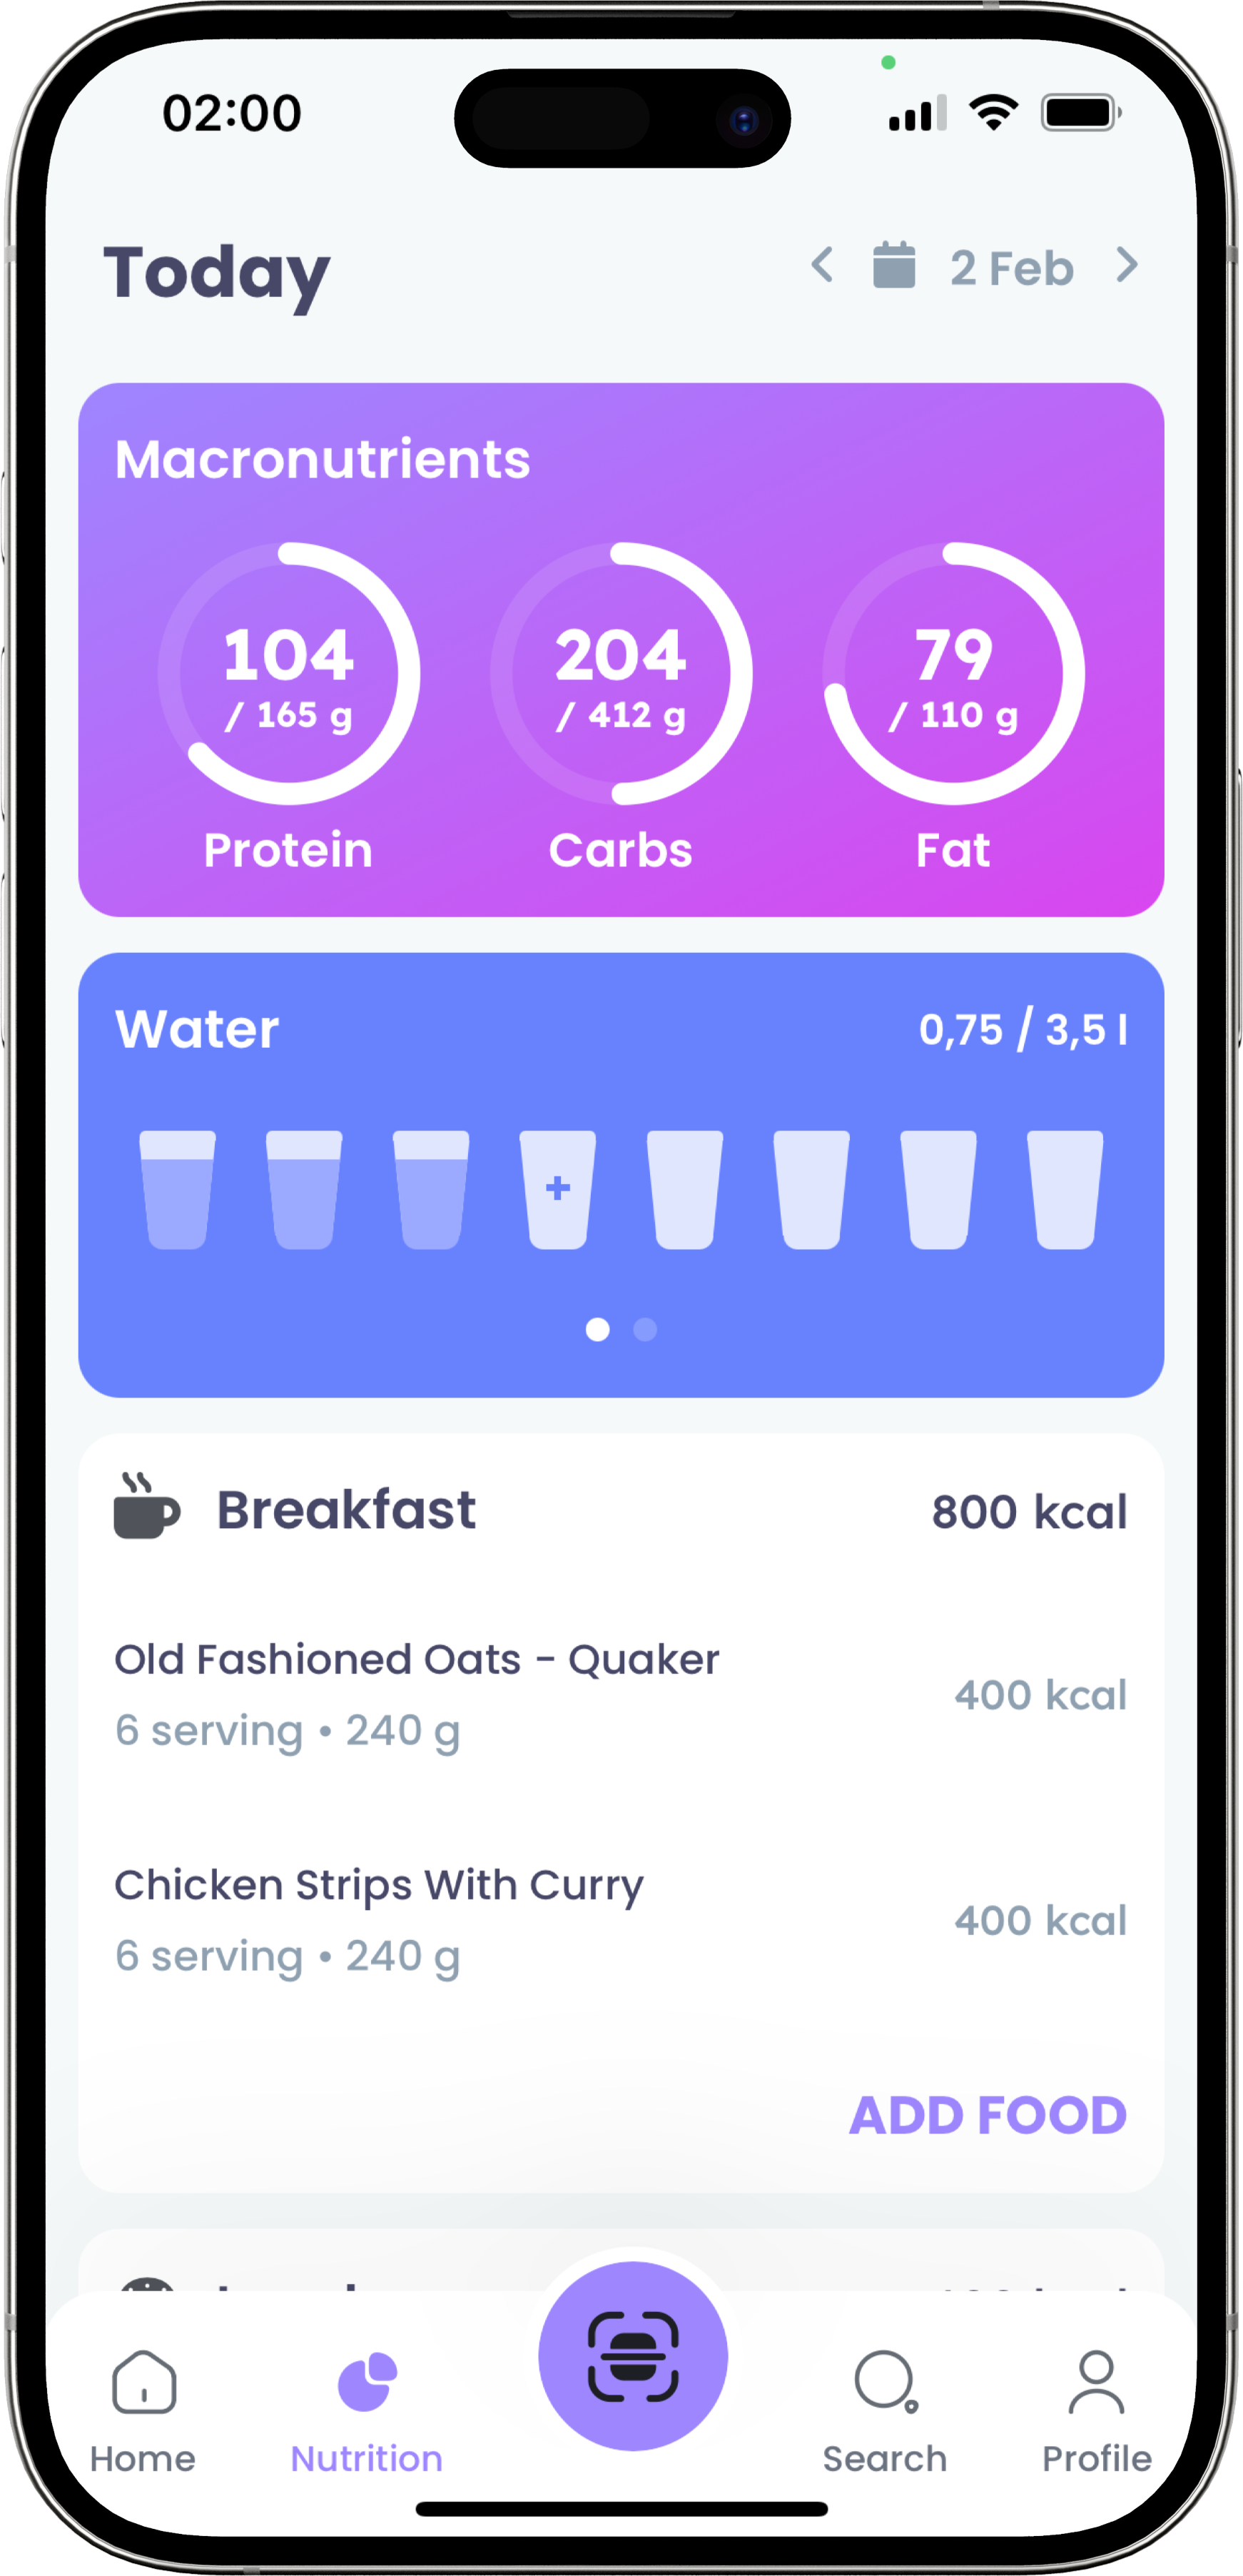 02:00
Today
2 Feb
Macronutrients
104
/ 165 g
Protein
204
/ 412 g
Carbs
79
/ 110 g
Fat
Water
0,75 / 3,5 l
+
Breakfast
800 kcal
Old Fashioned Oats - Quaker
6 serving • 240 g
400 kcal
Chicken Strips With Curry
6 serving • 240 g
400 kcal
ADD FOOD
Home
Nutrition
Search
Profile